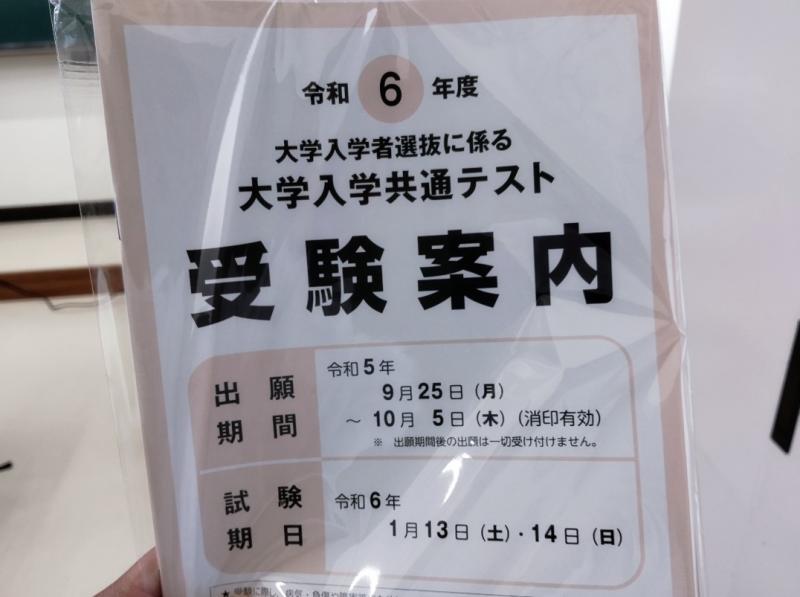 令和 6 年度
大学入学者選抜に係る
大学入学共通テスト
受験案内
出願期間
令和5年
9月25日（月）
～ 10月 5日（木）（消印有効）
※ 出願期間後の出願は一切受け付けません。
試験期日
令和6年
1月13日（土）・14日（日）